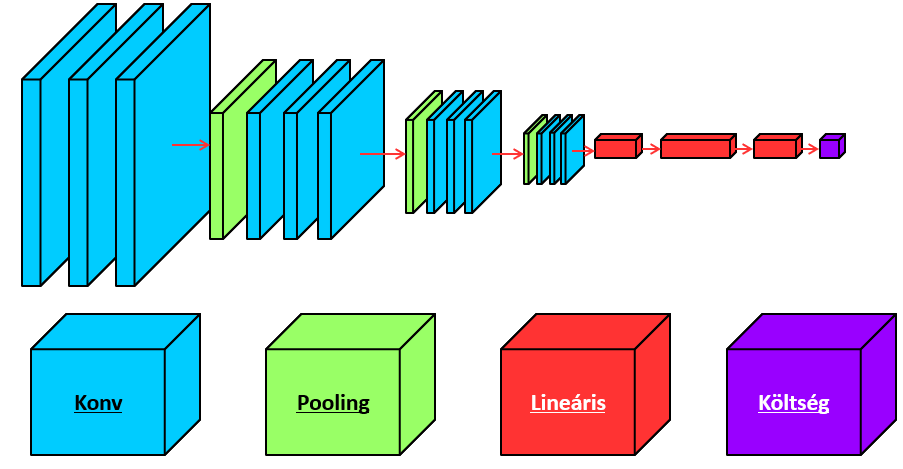 Konv
Pooling
Lineáris
Költség